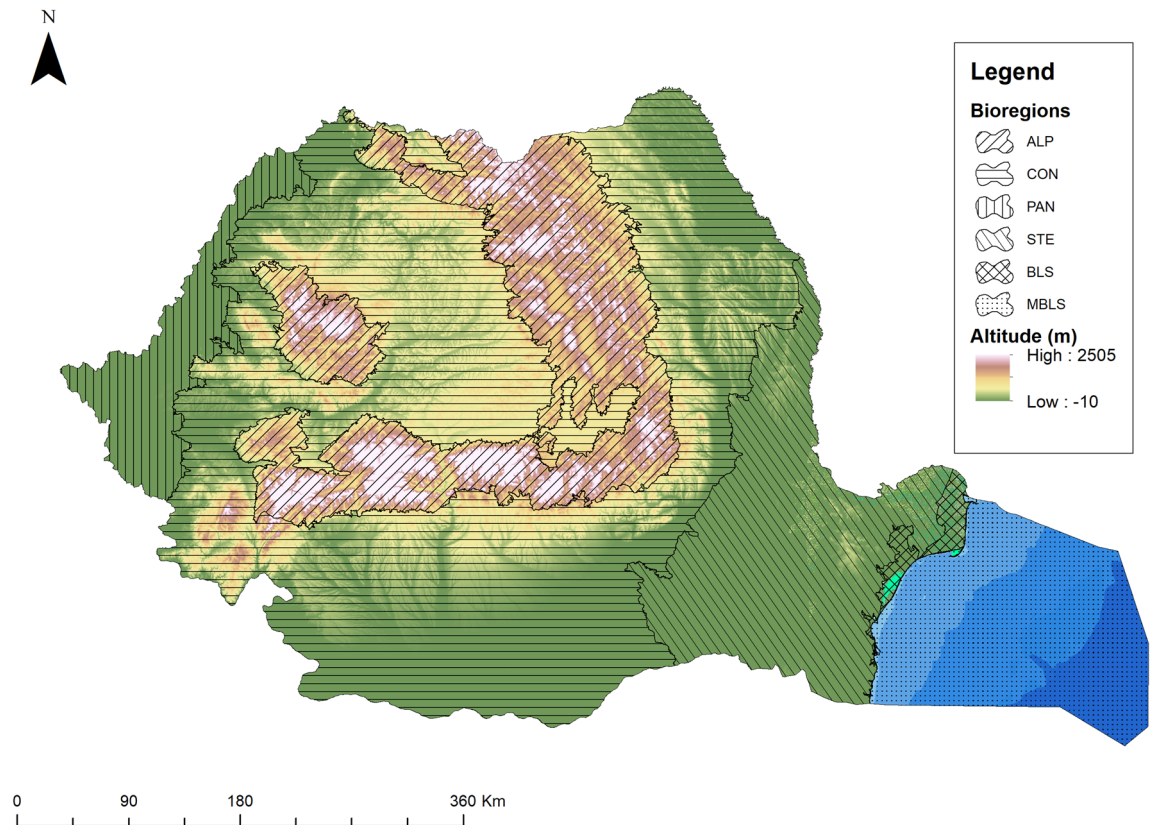 N
Legend
Bioregions
ALP
CON
PAN
STE
BLS
MBLS
Altitude (m)
High : 2505
Low : -10
0 90 180 360 Km